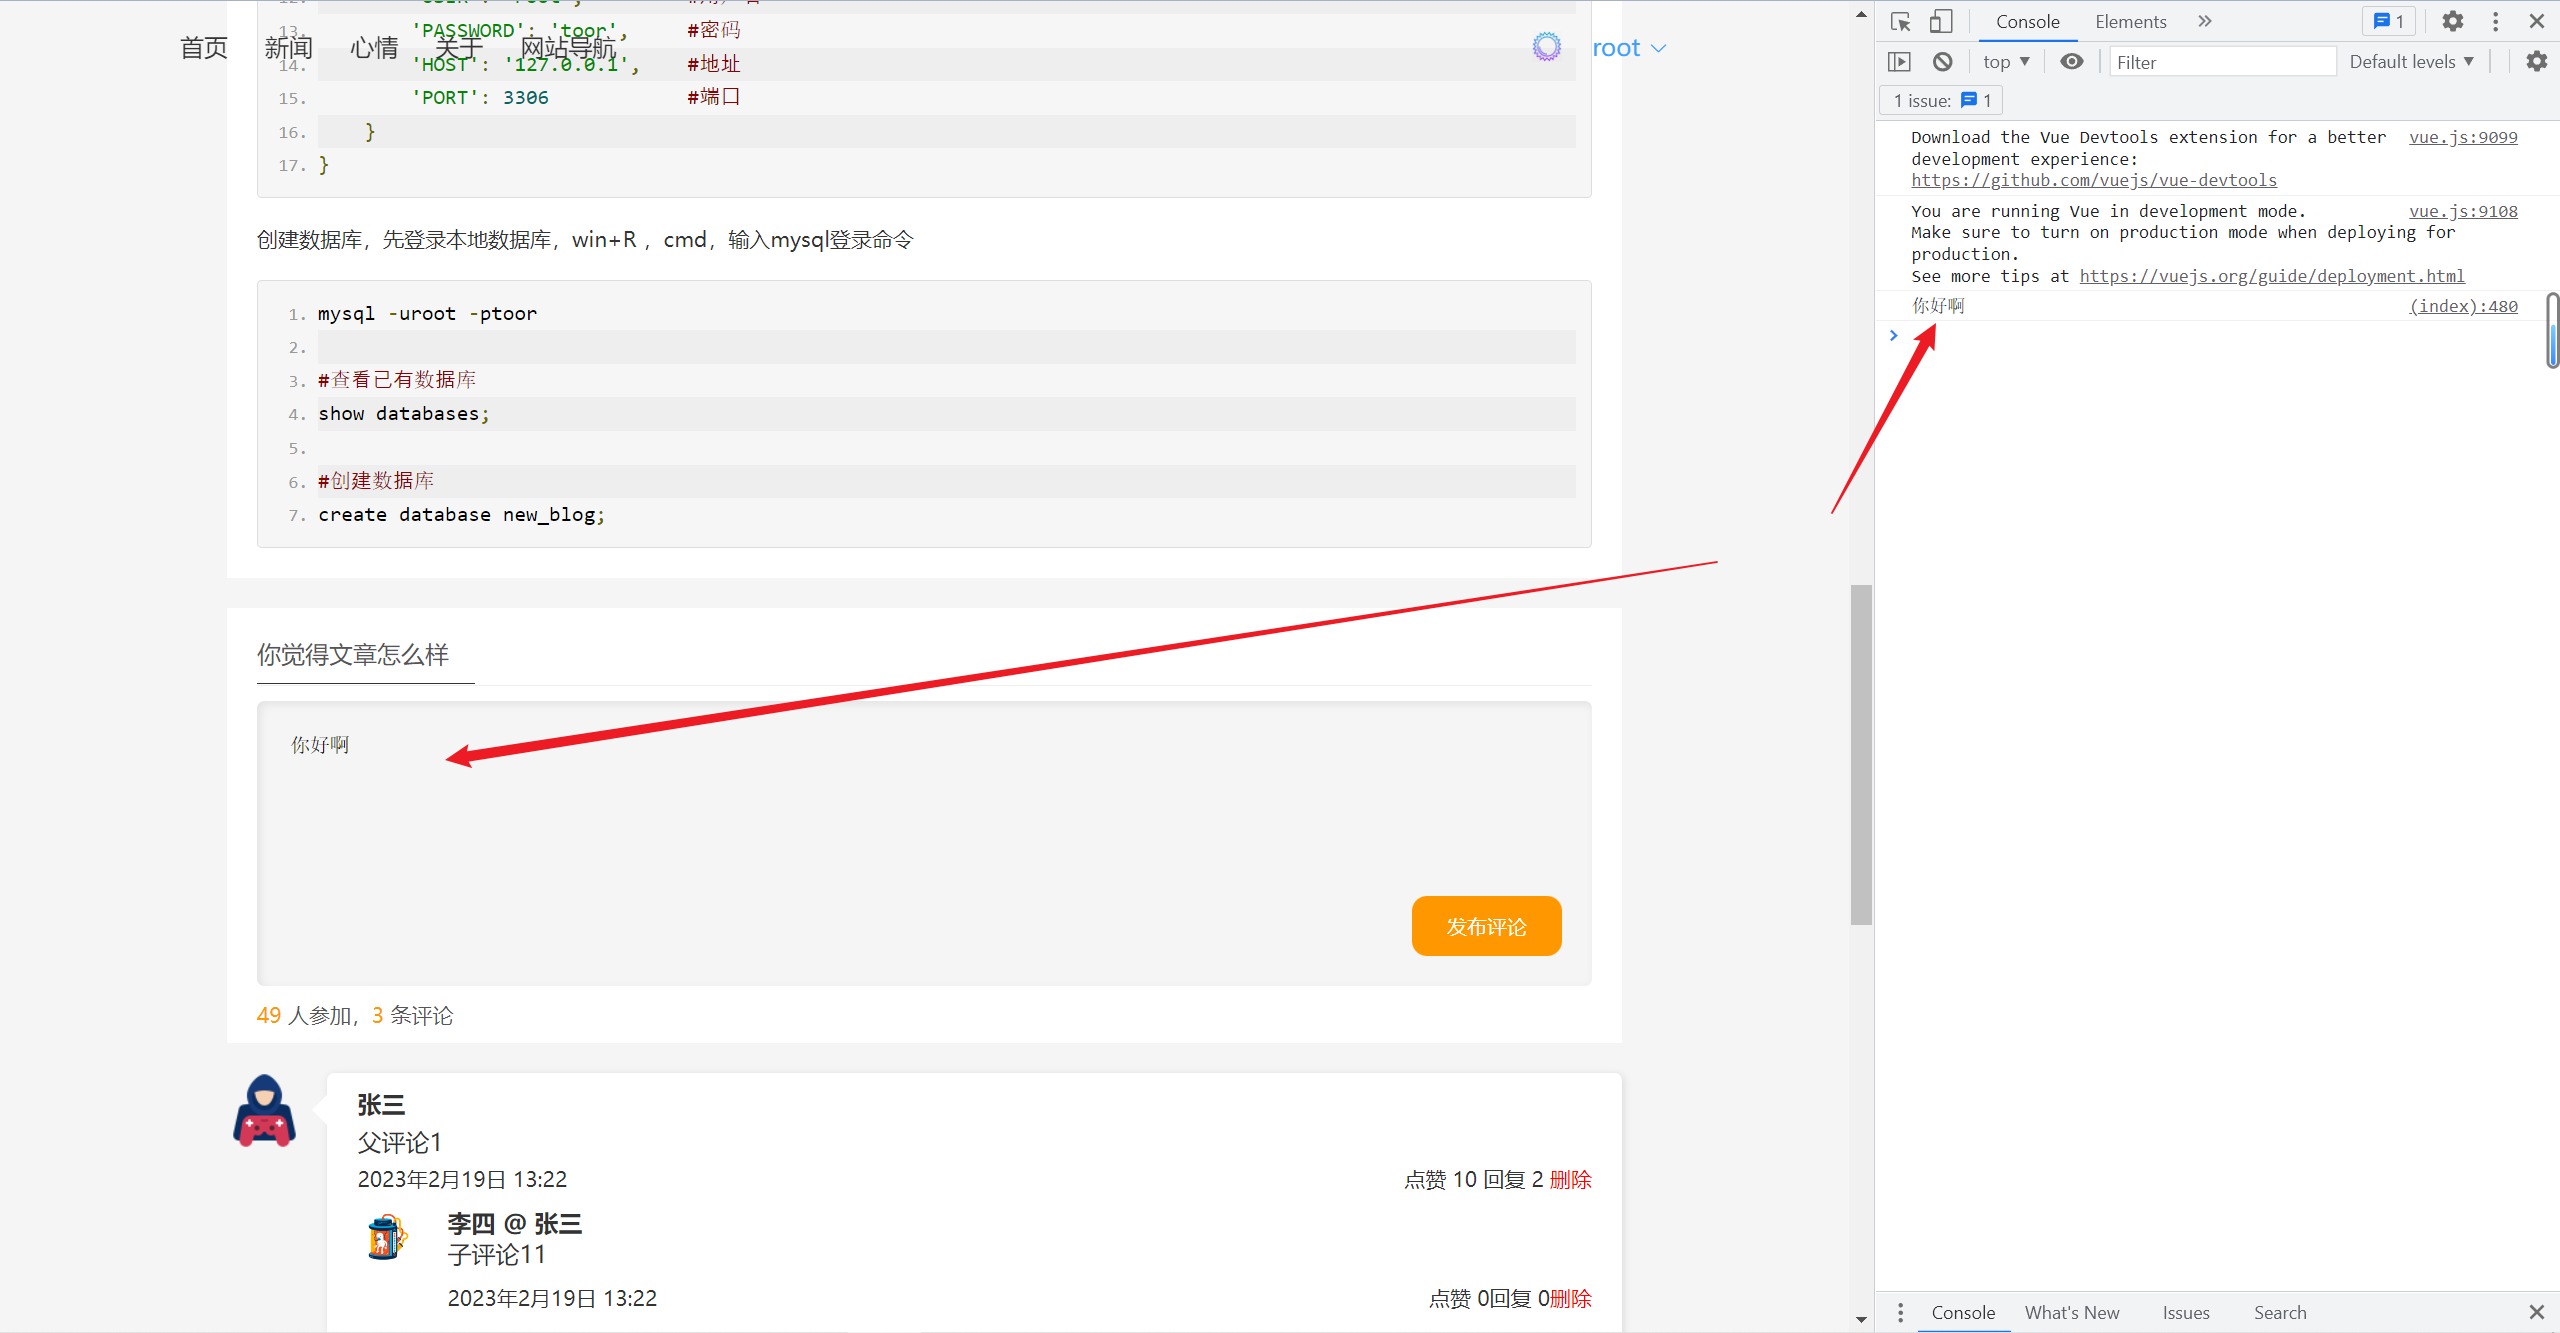 首页 新闻 心情 关于 网站导航 root
13. 'PASSWORD': 'toor', #密码
14. 'HOST': '127.0.0.1', #地址
15. 'PORT': 3306 #端口
16. }
17. }
创建数据库，先登录本地数据库，win+R ，cmd，输入mysql登录命令
1. mysql -uroot -ptoor
2.
3. #查看已有数据库
4. show databases;
5.
6. #创建数据库
7. create database new_blog;
你觉得文章怎么样
你好啊
发布评论
49 人参加，3 条评论
张三
父评论1
2023年2月19日 13:22 点赞 10 回复 2 删除
李四 @ 张三
子评论11
2023年2月19日 13:22 点赞 0回复 0删除
Console Elements 1
top Filter Default levels
1 issue: 1
Download the Vue Devtools extension for a better vue.js:9099
development experience:
https://github.com/vuejs/vue-devtools
You are running Vue in development mode. vue.js:9108
Make sure to turn on production mode when deploying for
production.
See more tips at https://vuejs.org/guide/deployment.html
你好啊 (index):480
Console What's New Issues Search